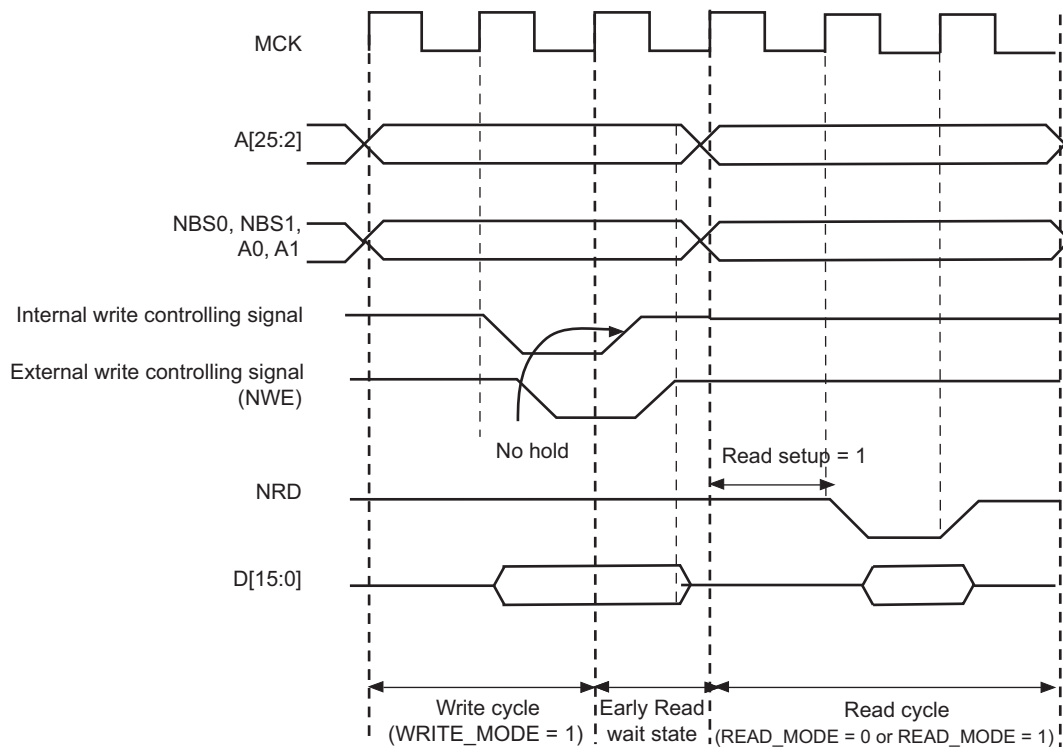 MCK
A[25:2]
NBS0, NBS1,
A0, A1
Internal write controlling signal
External write controlling signal
(NWE)
No hold
Read setup = 1
NRD
D[15:0]
Write cycle
(WRITE_MODE = 1)
Early Read
wait state
Read cycle
(READ_MODE = 0 or READ_MODE = 1)